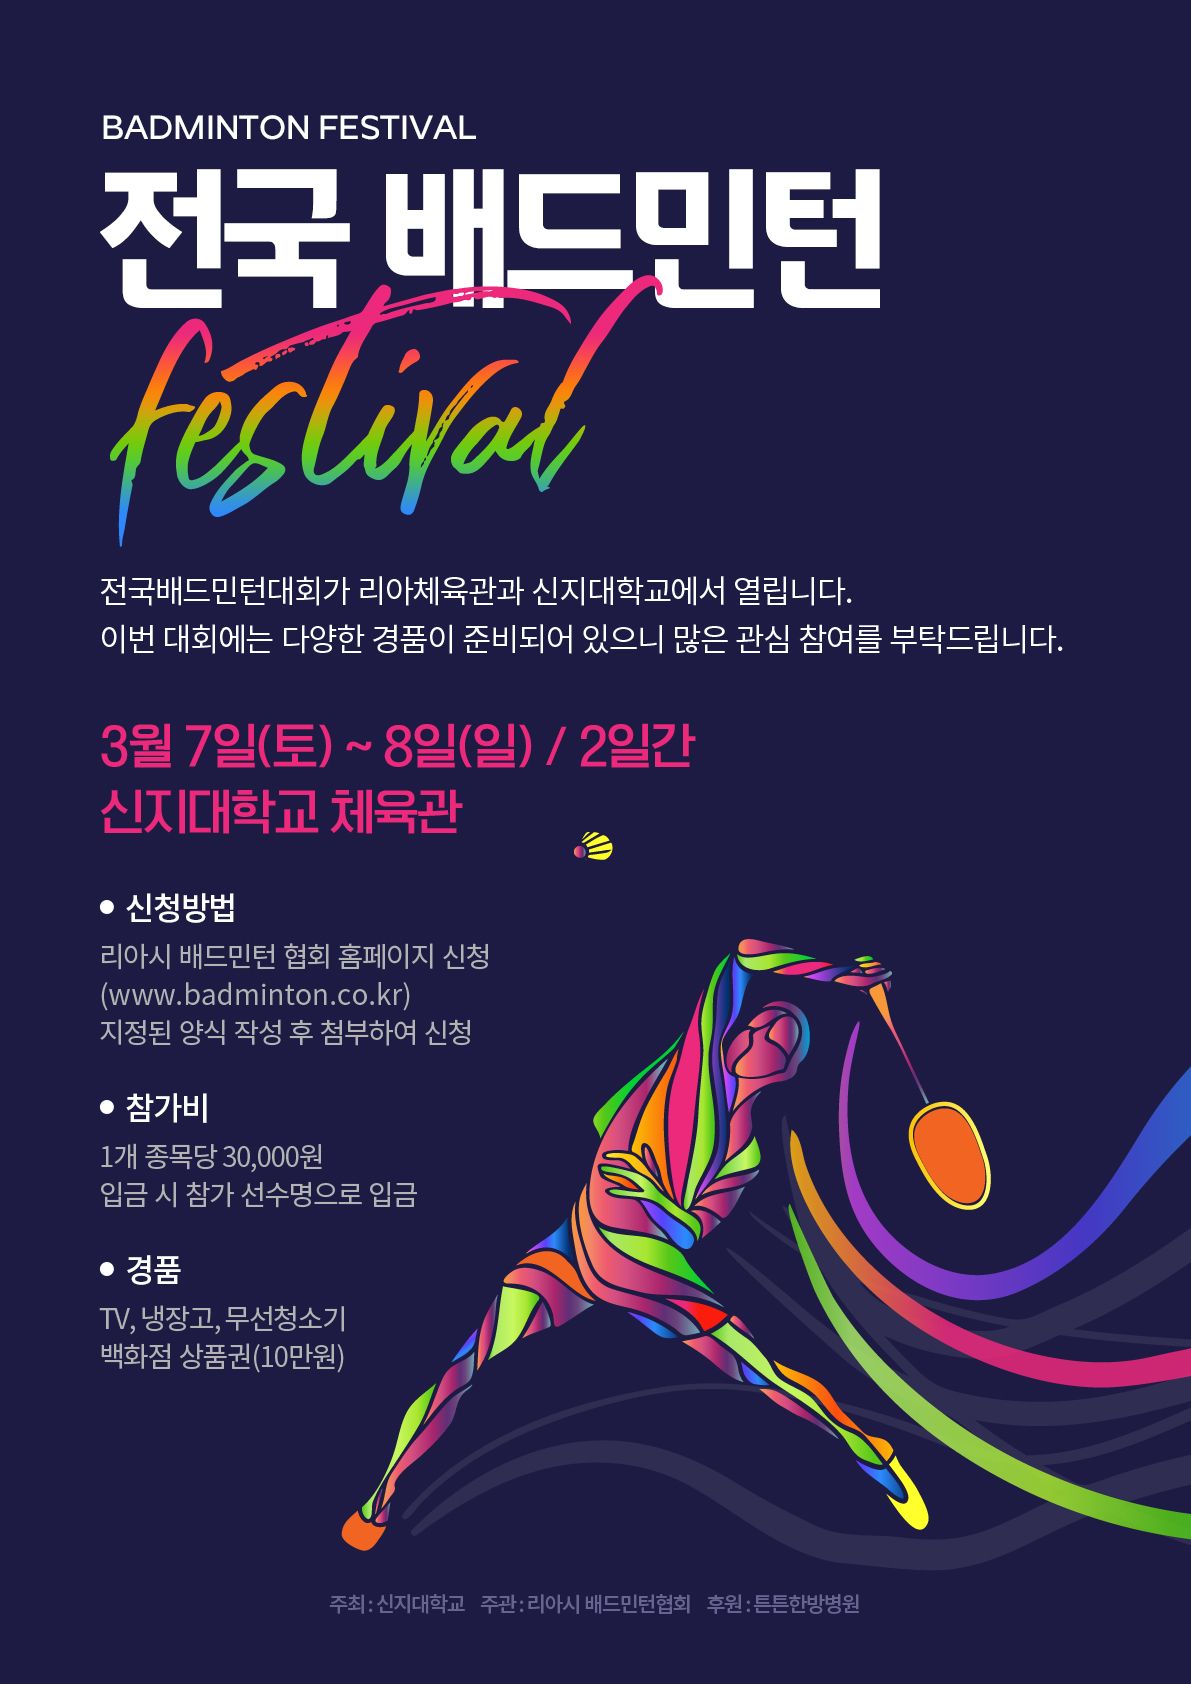 BADMINTON FESTIVAL
전국 배드민턴
festival
전국배드민턴대회가 리아체육관과 신지대학교에서 열립니다.
이번 대회에는 다양한 경품이 준비되어 있으니 많은 관심 참여를 부탁드립니다.
3월 7일(토) ~ 8일(일) / 2일간
신지대학교 체육관
● 신청방법
리아시 배드민턴 협회 홈페이지 신청
(www.badminton.co.kr)
지정된 양식 작성 후 첨부하여 신청
● 참가비
1개 종목당 30,000원
입금 시 참가 선수명으로 입금
● 경품
TV, 냉장고, 무선청소기
백화점 상품권(10만원)
주최 : 신지대학교 주관 : 리아시 배드민턴협회 후원 : 튼튼한방병원